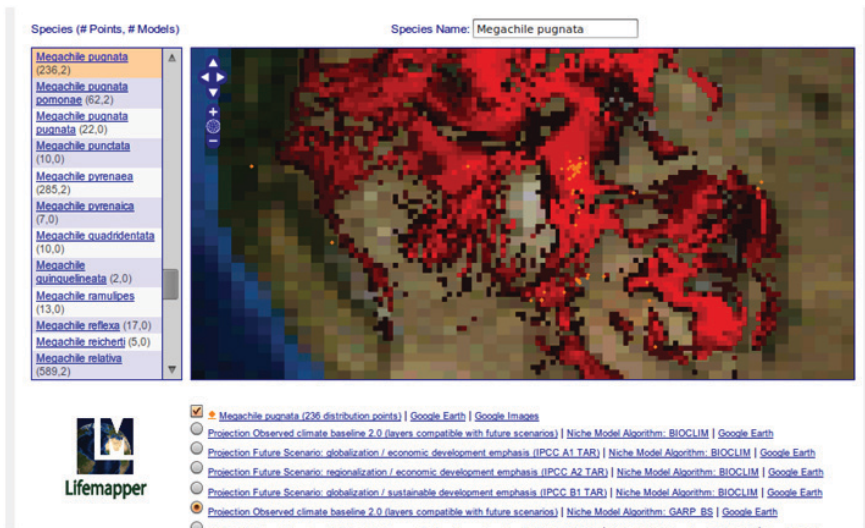 Species (# Points, # Models)
Species Name: Megachile pugnata
Megachile pugnata
(236,2)
Megachile pugnata
pomonae (62,2)
Megachile pugnata
pugnata (22,0)
Megachile punctata
(10,0)
Megachile pyrenaea
(285,2)
Megachile pyrenaica
(7,0)
Megachile quadridentata
(10,0)
Megachile
quinquelineata (2,0)
Megachile ramulipes
(13,0)
Megachile reflexa (17,0)
Megachile reicherti (5,0)
Megachile relativa
(589,2)
LM
Lifemapper
Megachile pugnata (236 distribution points) | Google Earth | Google Images
Projection Observed climate baseline 2.0 (layers compatible with future scenarios) | Niche Model Algorithm: BIOCLIM | Google Earth
Projection Future Scenario: globalization / economic development emphasis (IPCC A1 TAR) | Niche Model Algorithm: BIOCLIM | Google Earth
Projection Future Scenario: regionalization / economic development emphasis (IPCC A2 TAR) | Niche Model Algorithm: BIOCLIM | Google Earth
Projection Future Scenario: globalization / sustainable development emphasis (IPCC B1 TAR) | Niche Model Algorithm: BIOCLIM | Google Earth
Projection Observed climate baseline 2.0 (layers compatible with future scenarios) | Niche Model Algorithm: GARP_BS | Google Earth